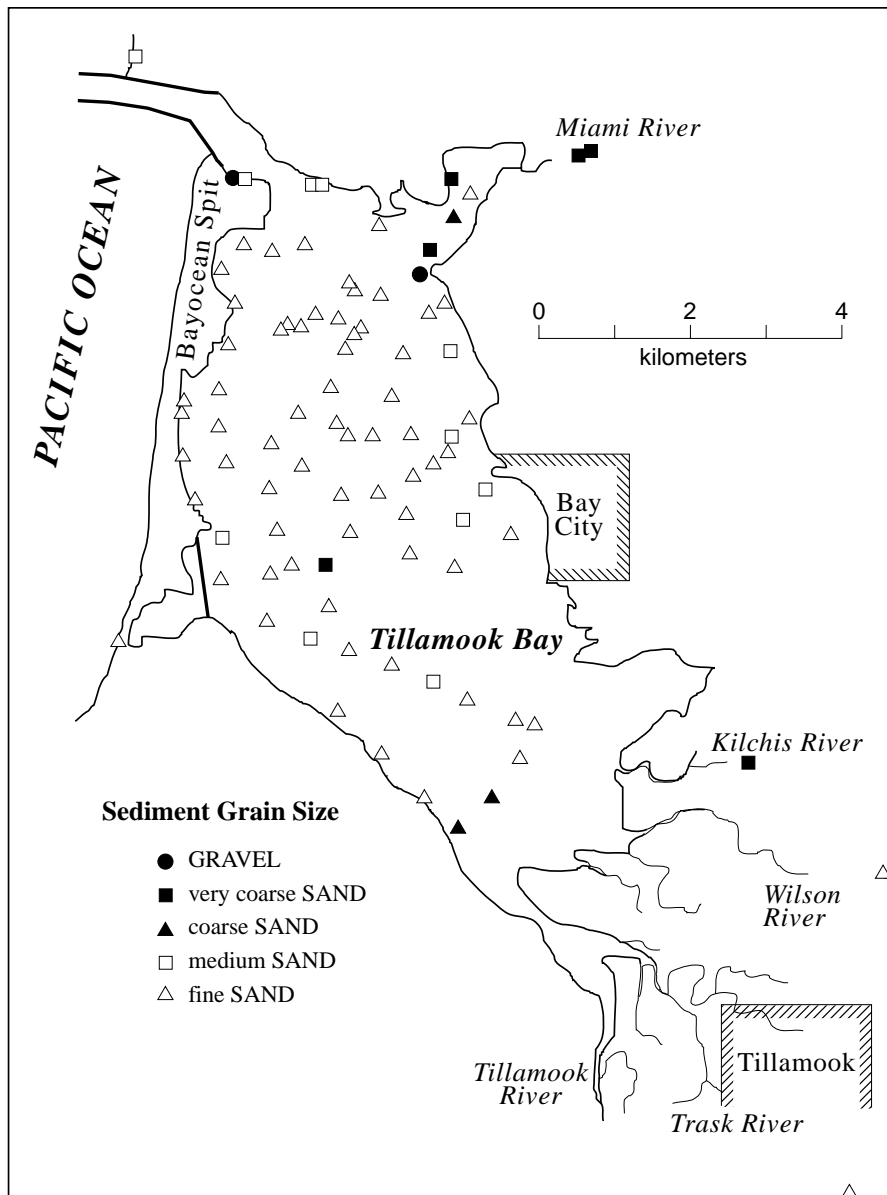 Miami River
PACIFIC OCEAN
Bayocean Spit
0 2 4
kilometers
Bay
City
Tillamook Bay
Kilchis River
Sediment Grain Size
GRAVEL
very coarse SAND
coarse SAND
medium SAND
fine SAND
Wilson
River
Tillamook
Tillamook
River
Trask River